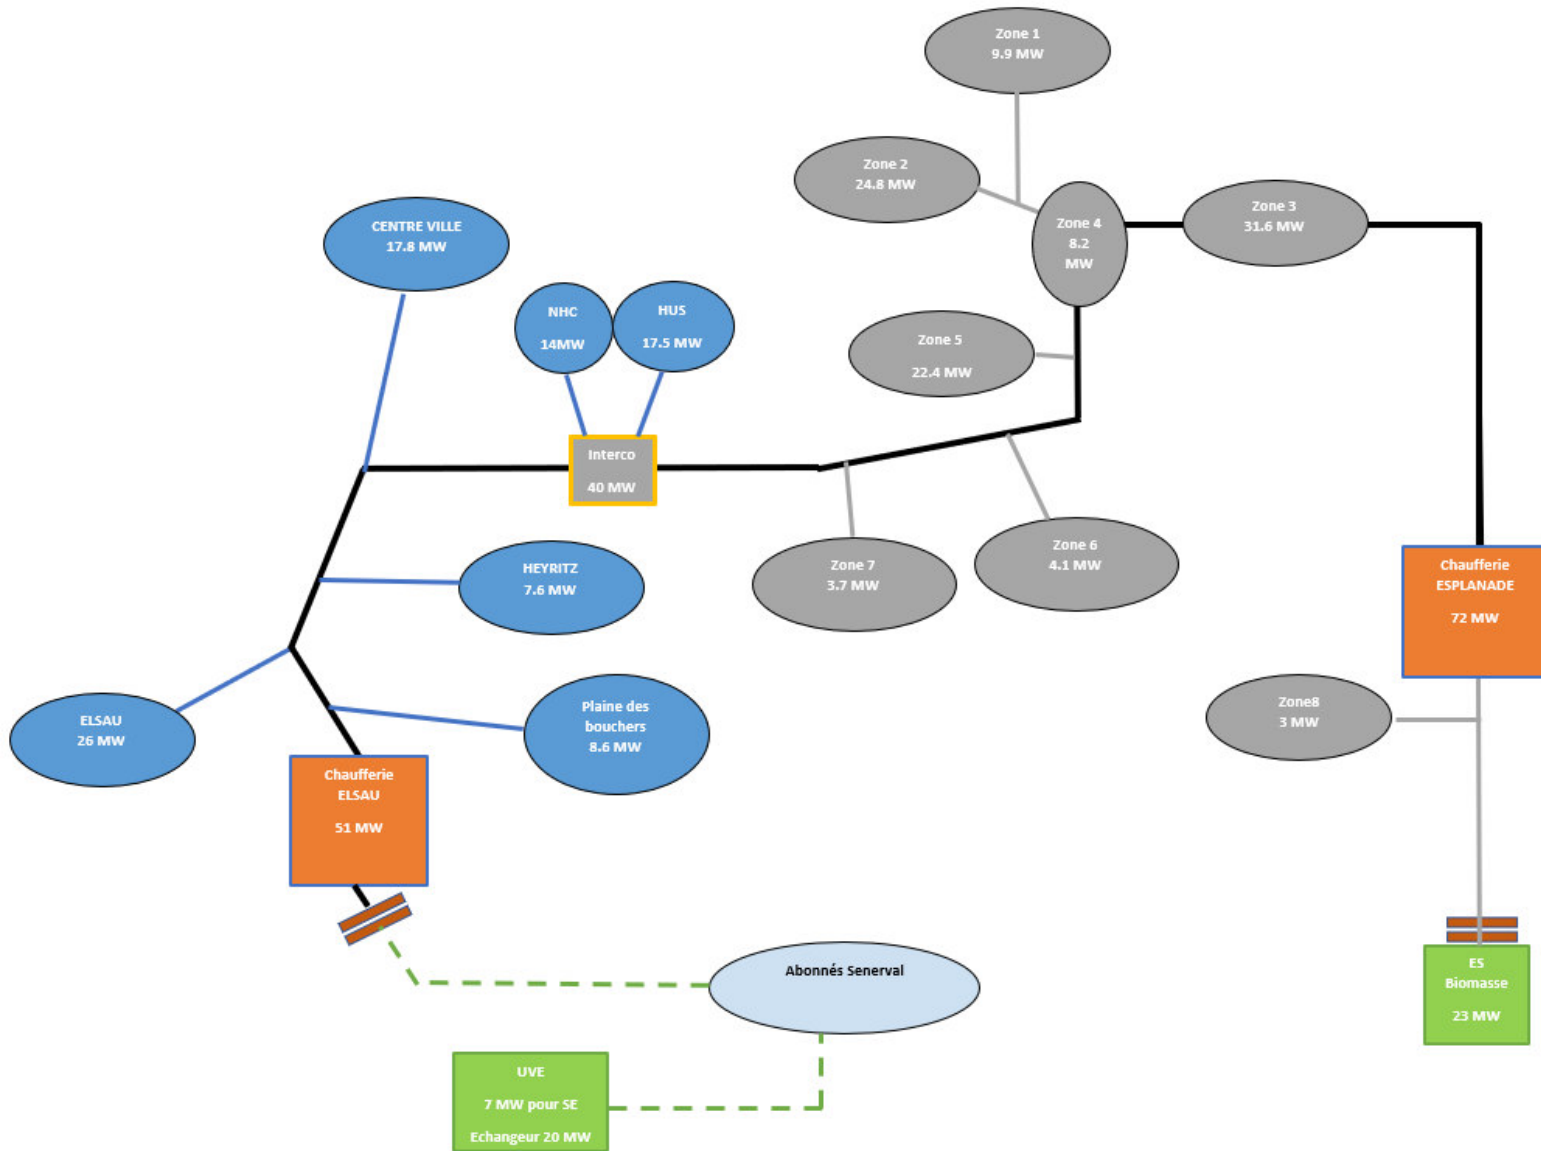 Zone 1
9.9 MW
Zone 2
24.8 MW
Zone 4
8.2
MW
Zone 3
31.6 MW
CENTRE VILLE
17.8 MW
NHC
14MW
HUS
17.5 MW
Zone 5
22.4 MW
Interco
40 MW
Zone 7
3.7 MW
Zone 6
4.1 MW
HEYRITZ
7.6 MW
Chaufferie
ESPLANADE
72 MW
ELSAU
26 MW
Plaine des
bouchers
8.6 MW
Zone8
3 MW
Chaufferie
ELSAU
51 MW
Abonnés Senerval
ES
Biomasse
23 MW
UVE
7 MW pour SE
Echangeur 20 MW